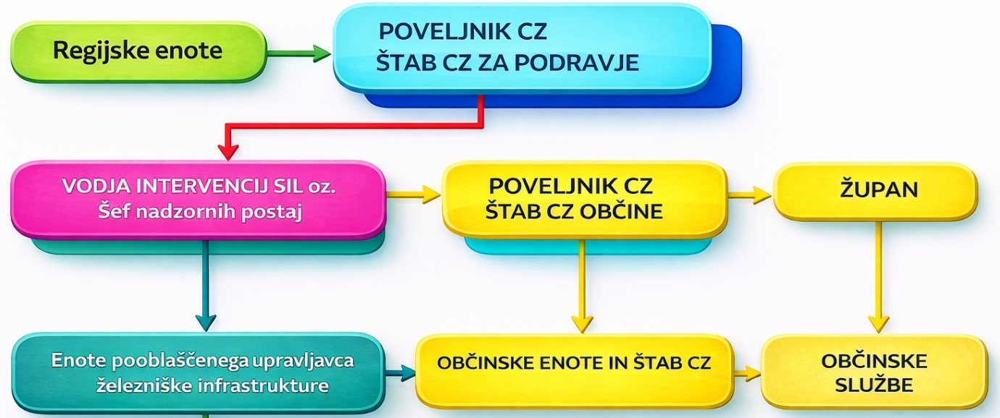 Regijske enote
POVELJNIK CZ
ŠTAB CZ ZA PODRAVJE
VODJA INTERVENCIJ SIL oz.
Šef nadzornih postaj
POVELJNIK CZ
ŠTAB CZ OBČINE
ŽUPAN
Enote pooblaščenega upravljavca
železniške infrastrukture
OBČINSKE ENOTE IN ŠTAB CZ
OBČINSKE
SLUŽBE